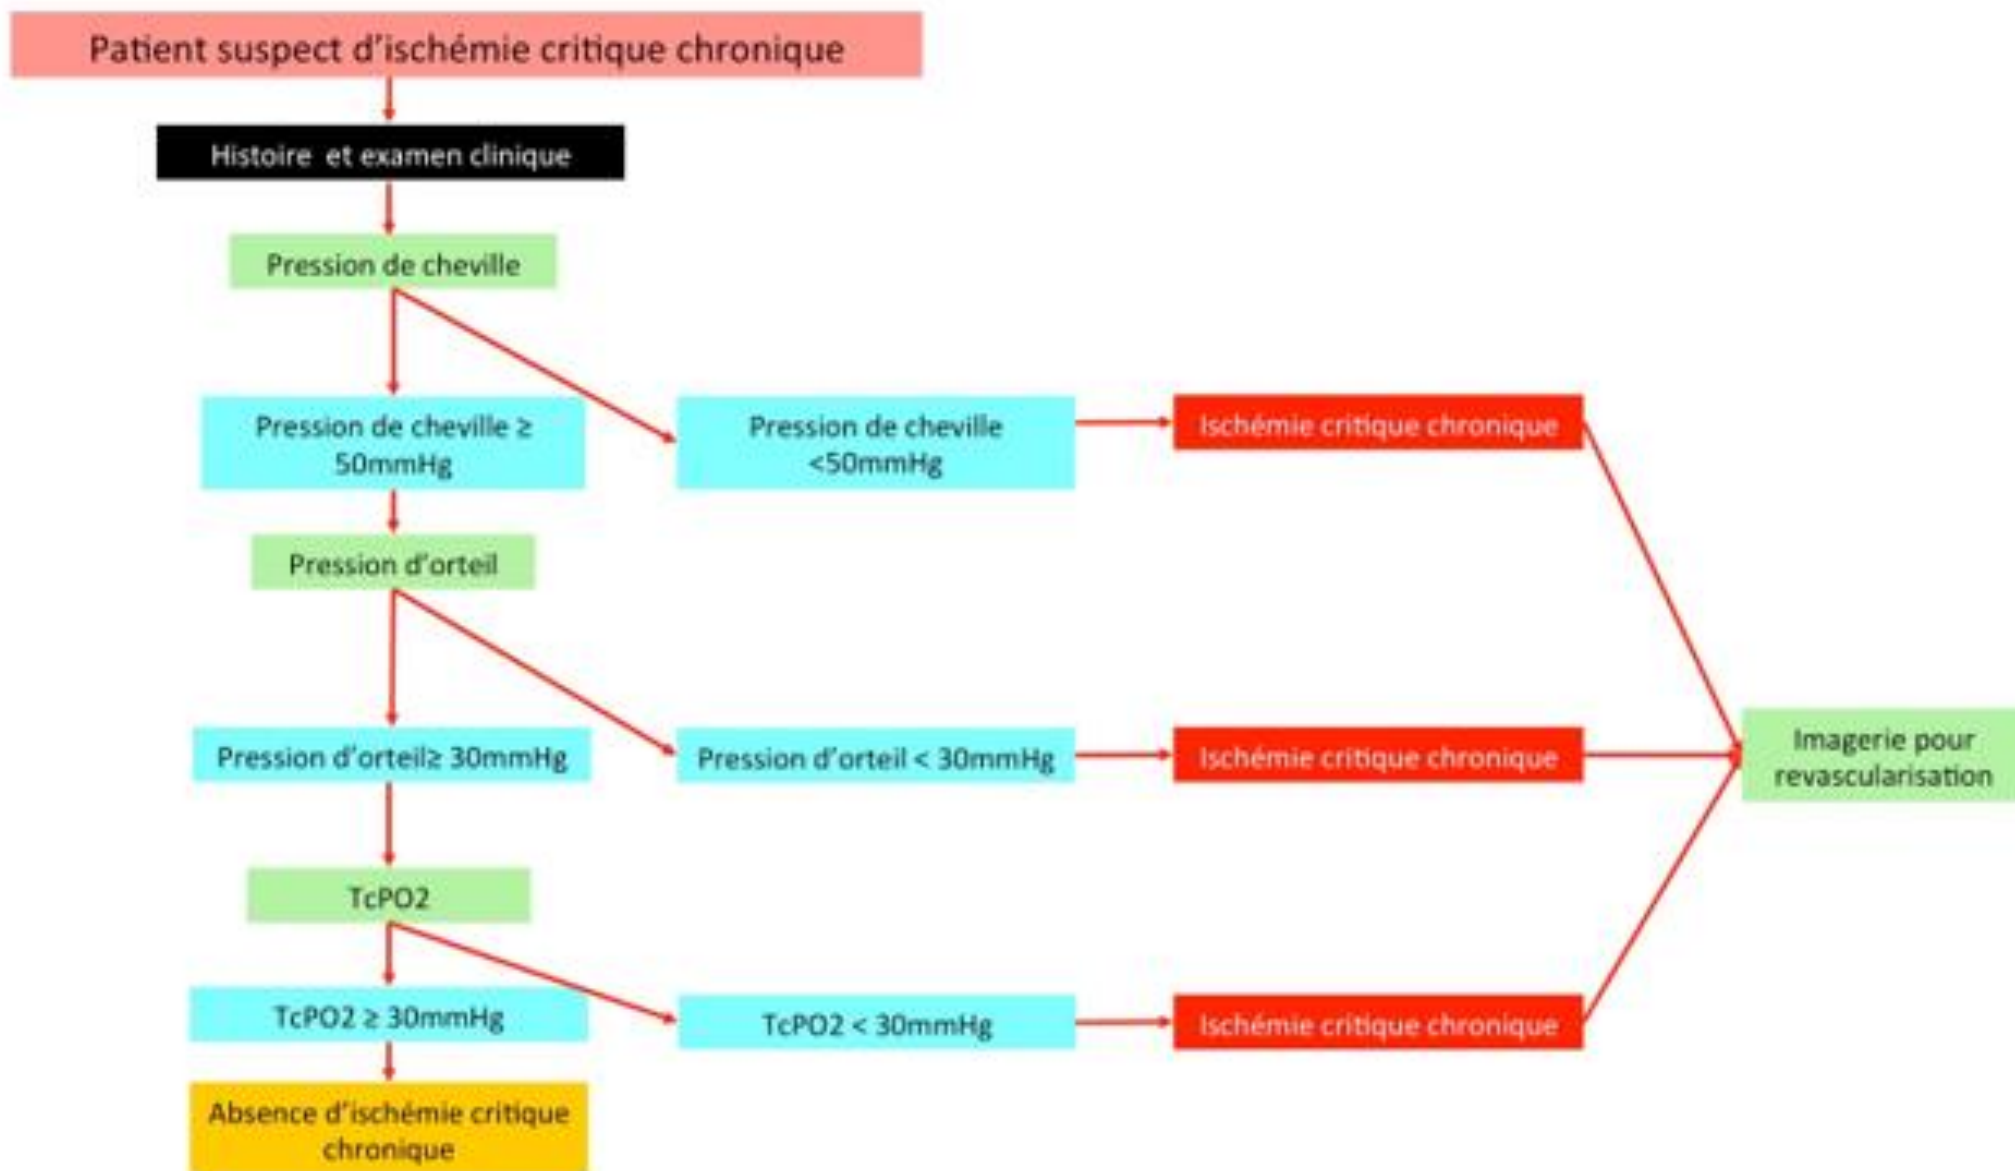 Patient suspect d’ischémie critique chronique
Histoire et examen clinique
Pression de cheville
Pression de cheville ≥
50mmHg
Pression de cheville
<50mmHg
Ischémie critique chronique
Pression d’orteil
Pression d’orteil≥ 30mmHg
Pression d’orteil < 30mmHg
Ischémie critique chronique
Imagerie pour
revascularisation
TcPO2
TcPO2 ≥ 30mmHg
TcPO2 < 30mmHg
Ischémie critique chronique
Absence d’ischémie critique
chronique